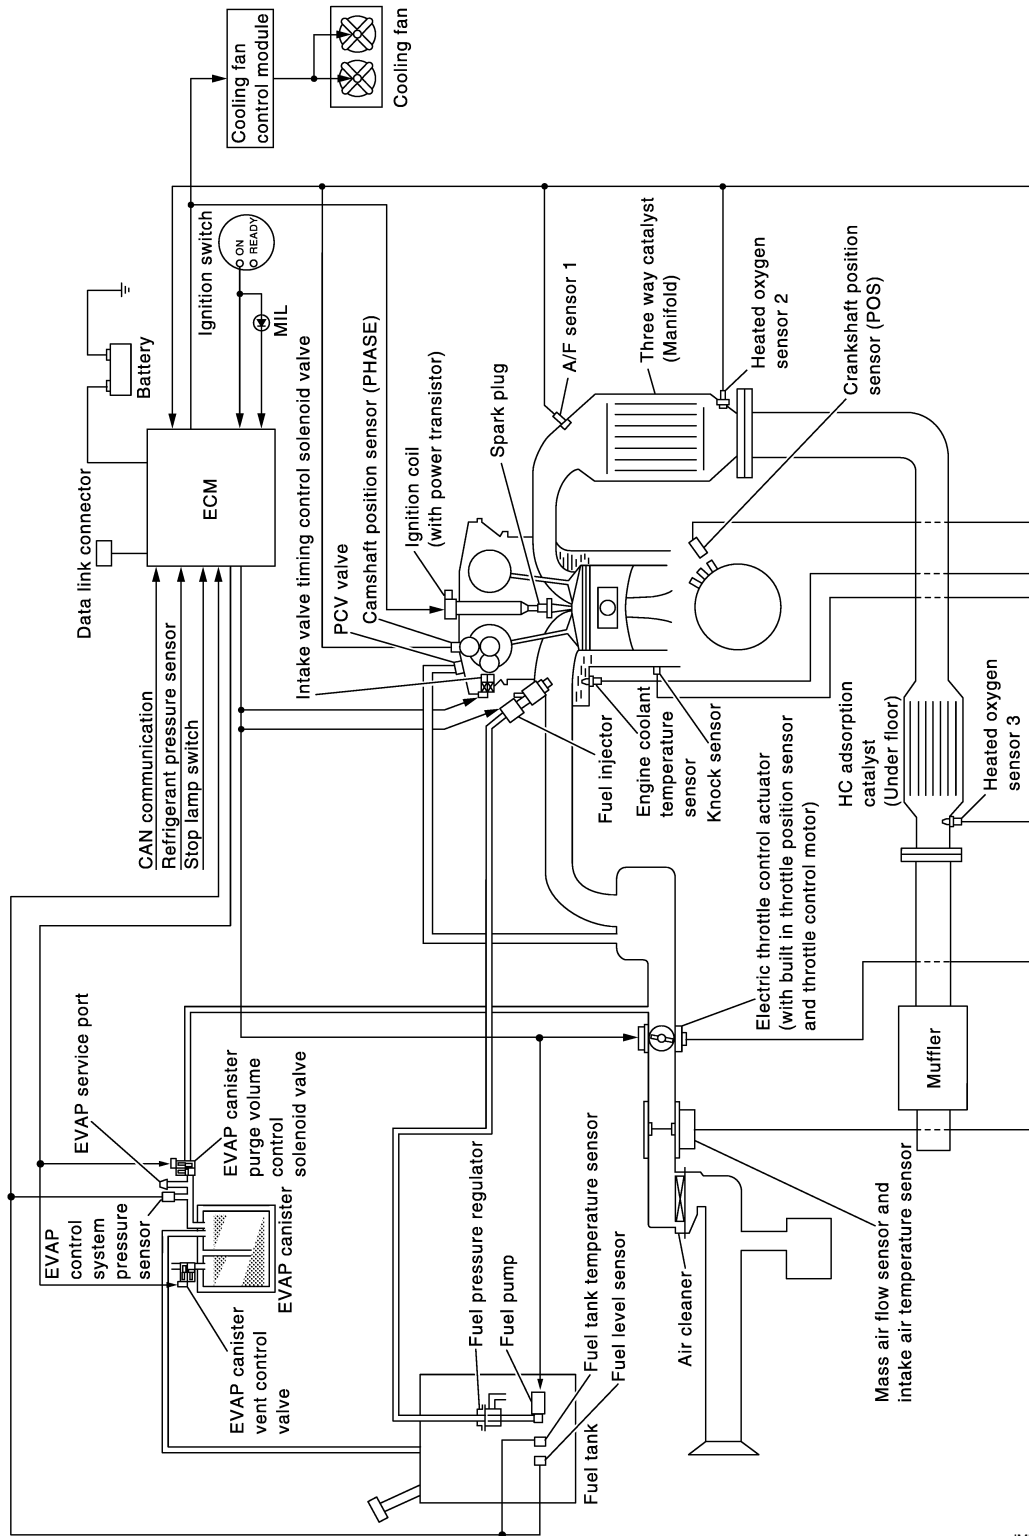 Cooling fan
control module
Cooling fan
Ignition switch
ON
READY
MIL
Battery
Data link connector
ECM
CAN communication
Refrigerant pressure sensor
Stop lamp switch
Intake valve timing control solenoid valve
PCV valve
Camshaft position sensor (PHASE)
Ignition coil
(with power transistor)
Spark plug
A/F sensor 1
Three way catalyst
(Manifold)
Heated oxygen
sensor 2
Crankshaft position
sensor (POS)
Fuel injector
Engine coolant
temperature
sensor
Knock sensor
HC adsorption
catalyst
(Under floor)
Heated oxygen
sensor 3
Electric throttle control actuator
(with built in throttle position sensor
and throttle control motor)
Muffler
EVAP service port
EVAP canister
purge volume
control
solenoid valve
EVAP
control
system
pressure
sensor
EVAP canister
EVAP canister
vent control
valve
Fuel pressure regulator
Fuel pump
Fuel tank temperature sensor
Fuel level sensor
Fuel tank
Air cleaner
Mass air flow sensor and
intake air temperature sensor